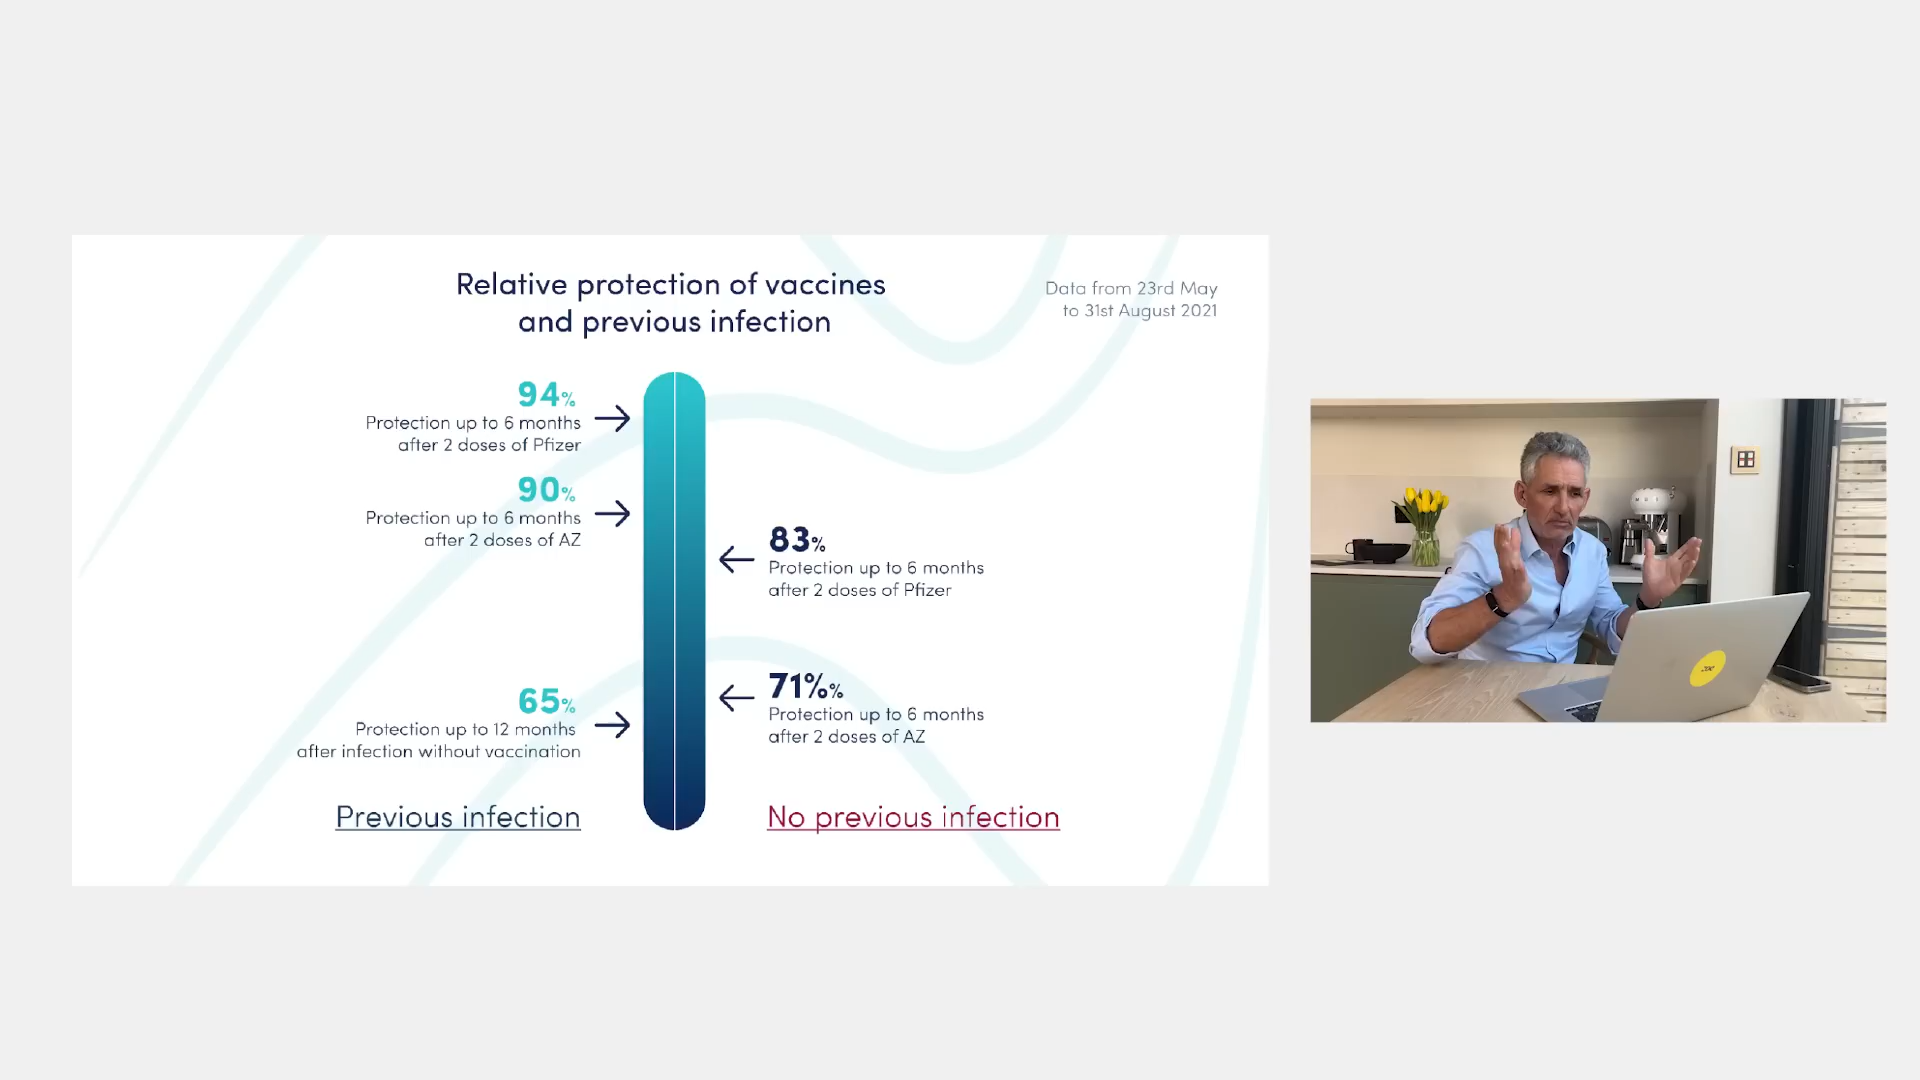 Relative protection of vaccines
and previous infection
Data from 23rd May
to 31st August 2021
94%
Protection up to 6 months
after 2 doses of Pfizer
90%
Protection up to 6 months
after 2 doses of AZ
65%
Protection up to 12 months
after infection without vaccination
Previous infection
83%
Protection up to 6 months
after 2 doses of Pfizer
71%%
Protection up to 6 months
after 2 doses of AZ
No previous infection
ZOE